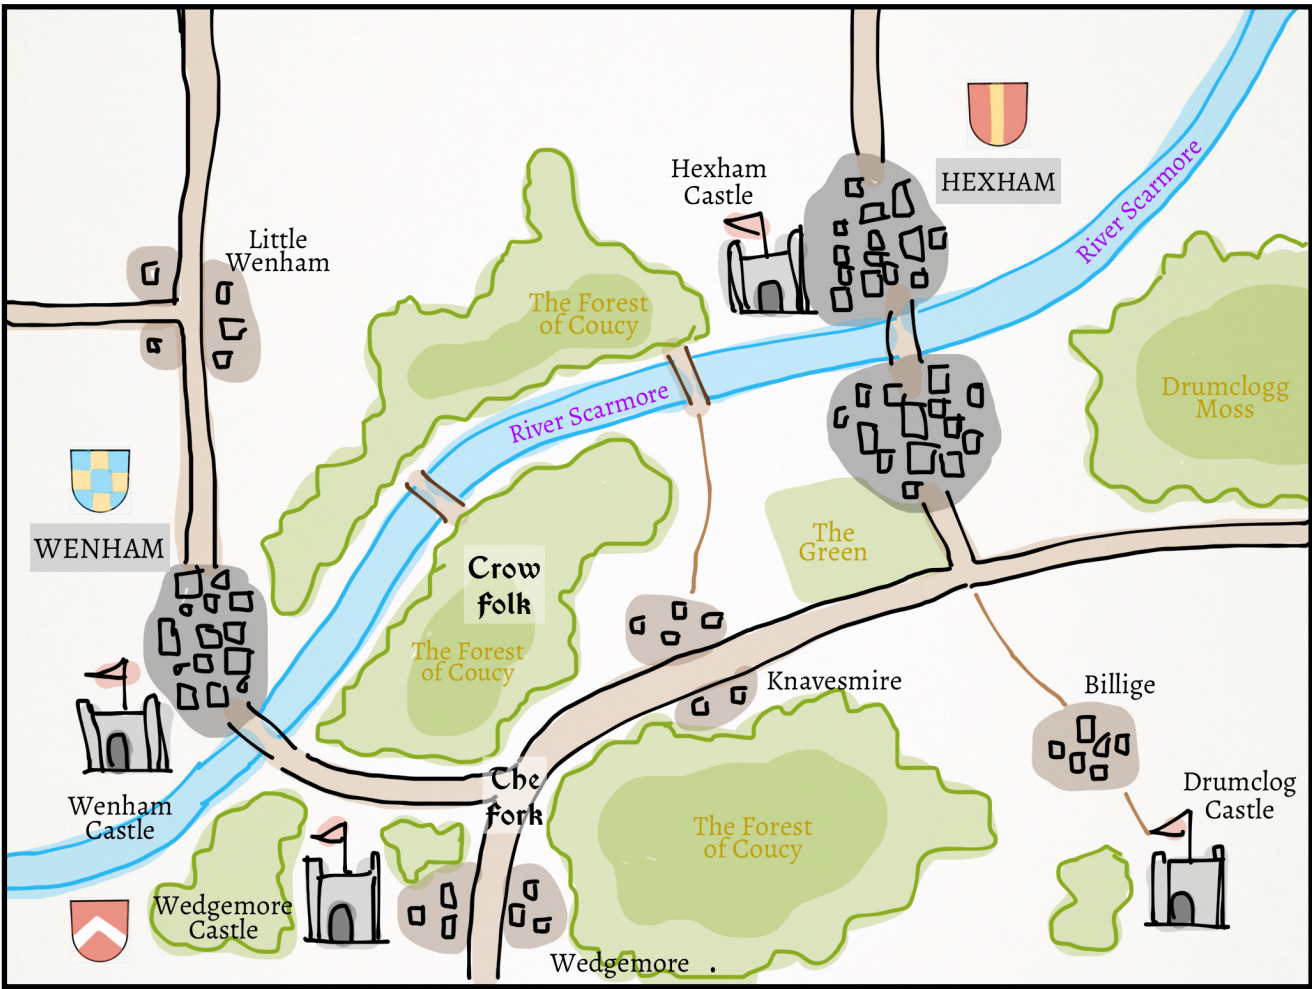 Hexham
Castle
HEXHAM
River Scarmore
Little
Wenham
The Forest
of Coucy
Drumclogg
Moss
River Scarmore
WENHAM
The
Green
Crow
Folk
The Forest
of Coucy
Knavesmire
Billige
The
Fork
Drumclog
Castle
Wenham
Castle
The Forest
of Coucy
Wedgemore
Castle
Wedgemore .